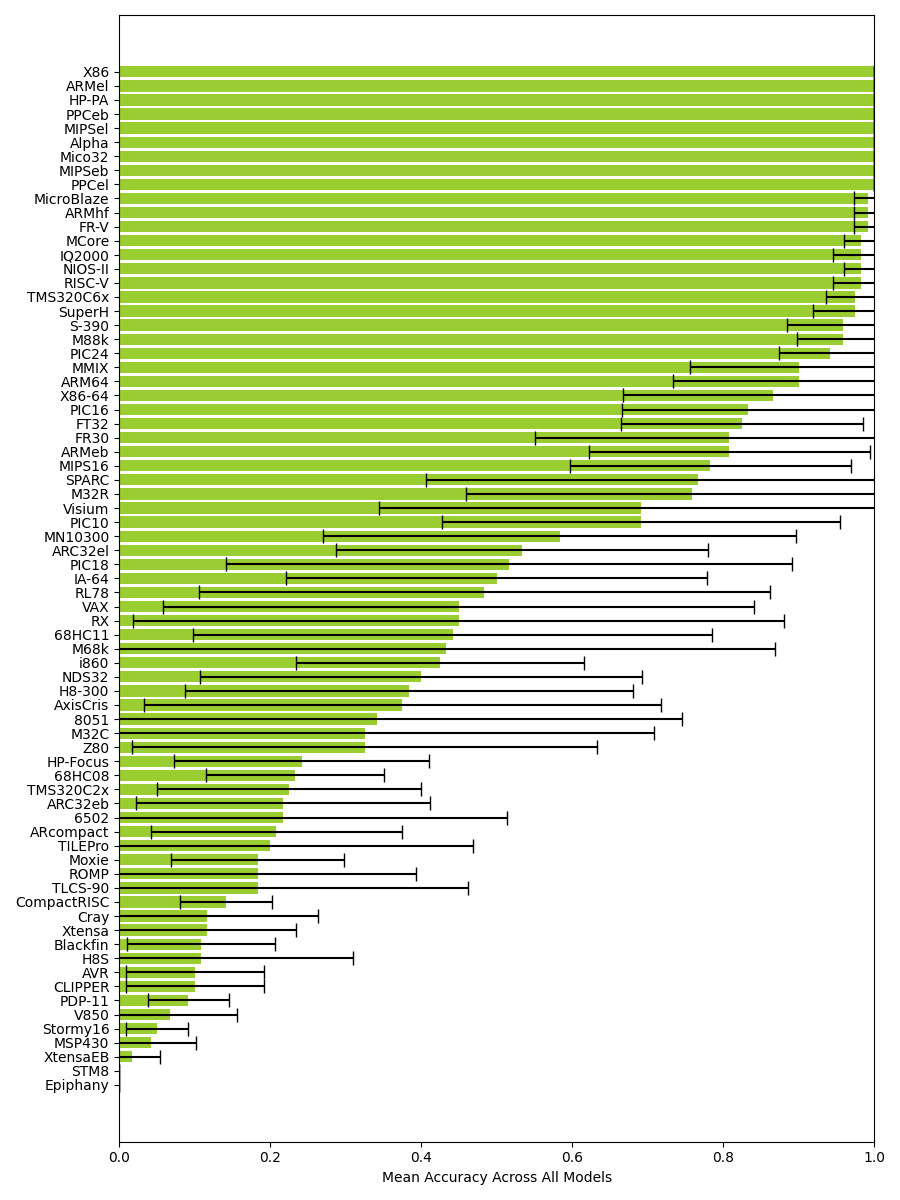 X86
ARMel
HP-PA
PPCeb
MIPSel
Alpha
Mico32
MIPSeb
PPCel
MicroBlaze
ARMhf
FR-V
MCore
IQ2000
NIOS-II
RISC-V
TMS320C6x
SuperH
S-390
M88k
PIC24
MMIX
ARM64
X86-64
PIC16
FT32
FR30
ARMeb
MIPS16
SPARC
M32R
Visium
PIC10
MN10300
ARC32el
PIC18
IA-64
RL78
VAX
RX
68HC11
M68k
i860
NDS32
H8-300
AxisCris
8051
M32C
Z80
HP-Focus
68HC08
TMS320C2x
ARC32eb
6502
ARcompact
TILEPro
Moxie
ROMP
TLCS-90
CompactRISC
Cray
Xtensa
Blackfin
H8S
AVR
CLIPPER
PDP-11
V850
Stormy16
MSP430
XtensaEB
STM8
Epiphany
0.0 0.2 0.4 0.6 0.8 1.0
Mean Accuracy Across All Models